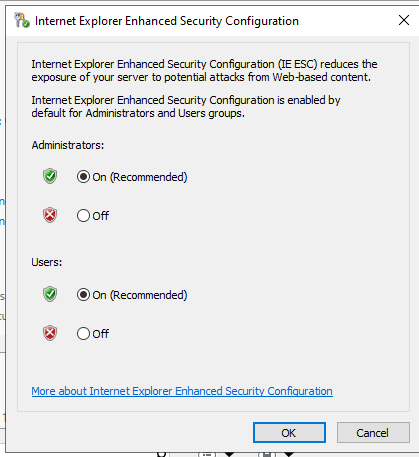 Internet Explorer Enhanced Security Configuration
Internet Explorer Enhanced Security Configuration (IE ESC) reduces the
exposure of your server to potential attacks from Web-based content.
Internet Explorer Enhanced Security Configuration is enabled by
default for Administrators and Users groups.
Administrators:
On (Recommended)
Off
Users:
On (Recommended)
Off
More about Internet Explorer Enhanced Security Configuration
OK
Cancel